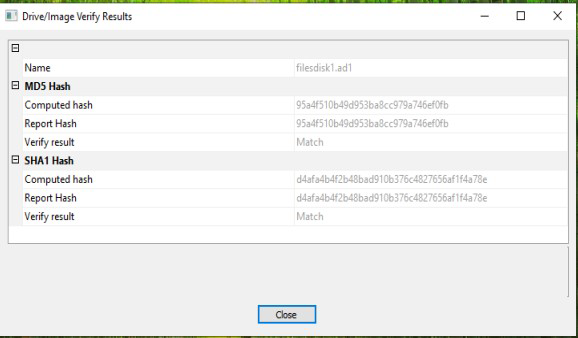 Drive/Image Verify Results
Name filesdisk1.ad1
MD5 Hash
Computed hash 95a4f510b49d953ba8cc979a746ef0fb
Report Hash 95a4f510b49d953ba8cc979a746ef0fb
Verify result Match
SHA1 Hash
Computed hash d4afa4b4f2b48bad910b376c4827656af1f4a78e
Report Hash d4afa4b4f2b48bad910b376c4827656af1f4a78e
Verify result Match
Close